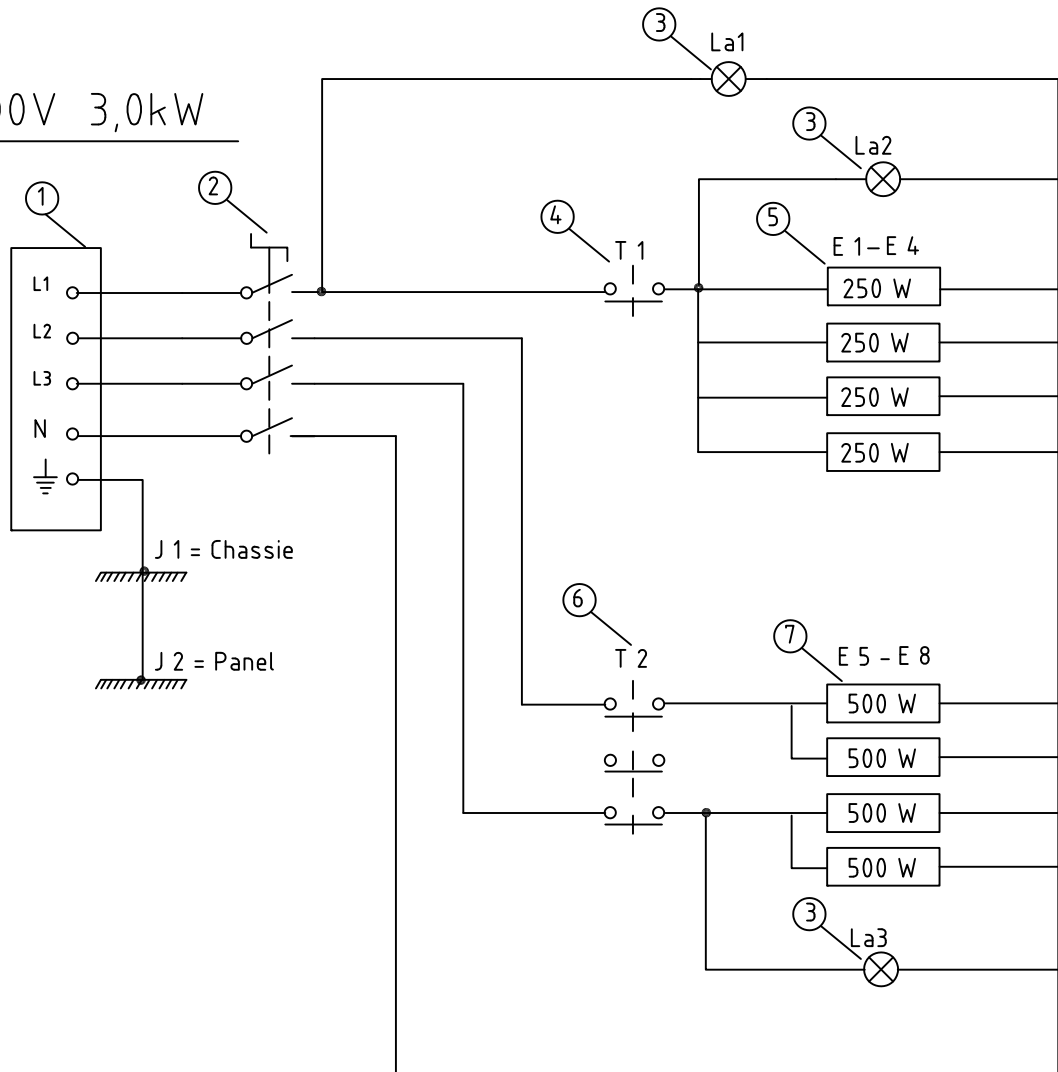 3
La1
00V 3,0kW
3
La2
1
2
4
5
T 1
E 1-E 4
L1
250 W
L2
250 W
L3
250 W
N
250 W
J 1 = Chassie
6
7
J 2 = Panel
T 2
E 5 - E 8
500 W
500 W
500 W
500 W
3
La3